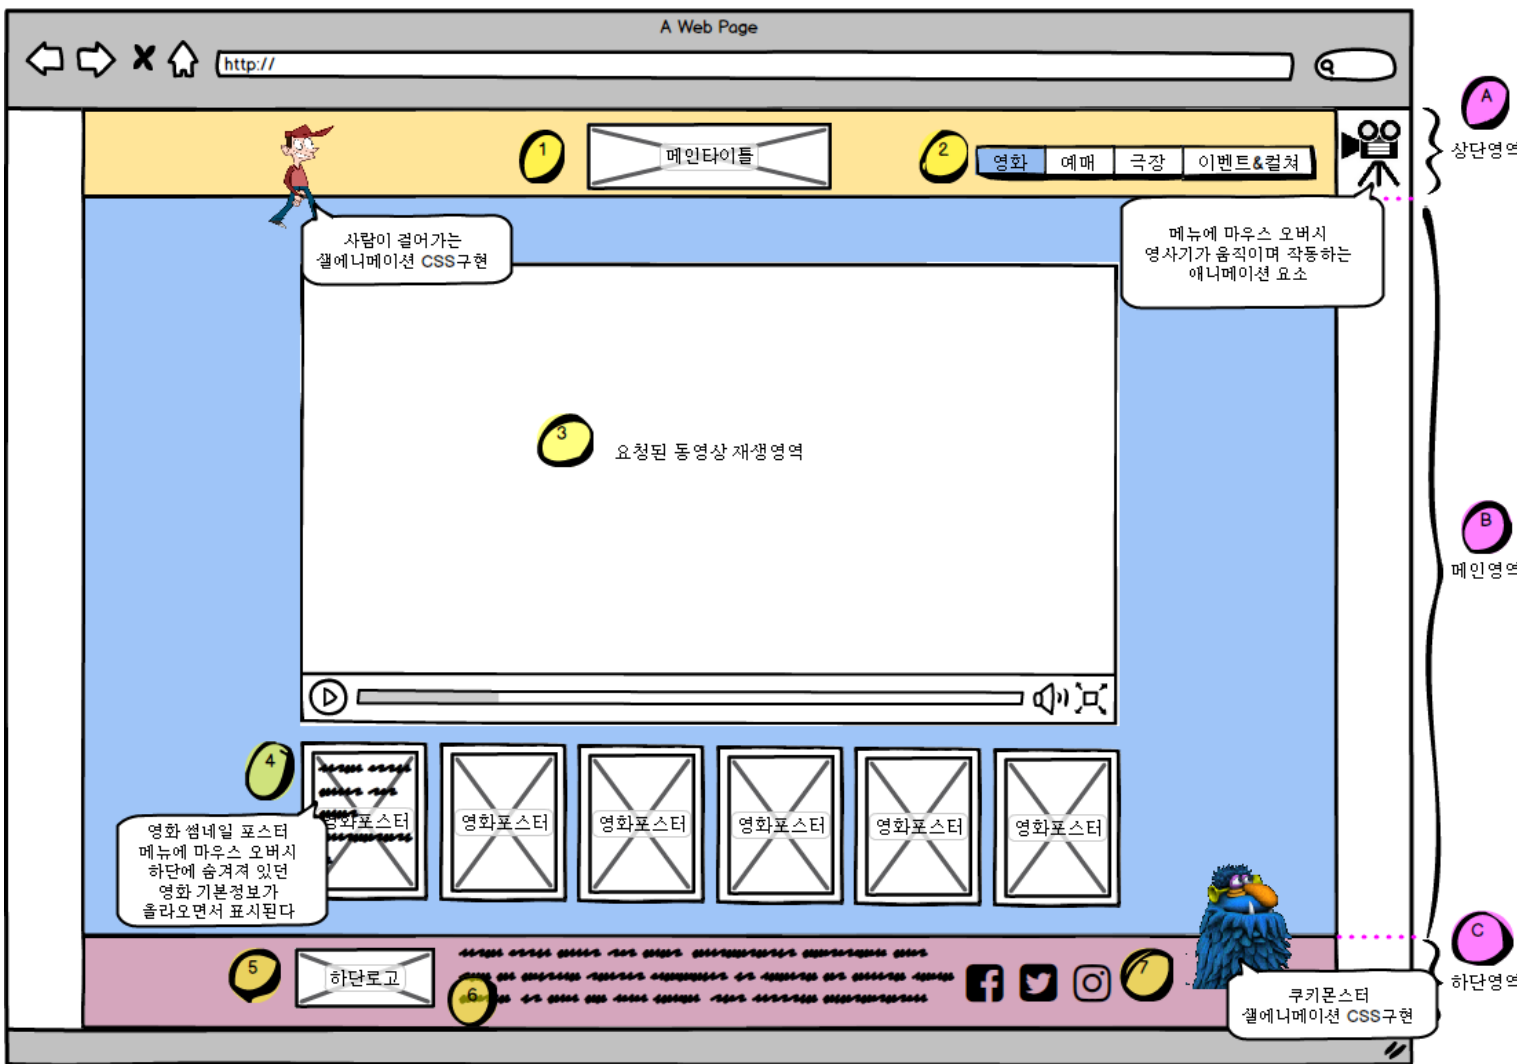 A Web Page
http://
A
상단영역
1
메인타이틀
2
영화 예매 극장 이벤트&컬쳐
사람이 걸어가는
샐에니메이션 CSS구현
메뉴에 마우스 오버시
영사기가 움직이며 작동하는
애니메이션 요소
3
요청된 동영상 재생영역
B
메인영역
4
영화포스터
영화포스터
영화포스터
영화포스터
영화포스터
영화포스터
영화 썸네일 포스터
메뉴에 마우스 오버시
하단에 숨겨져 있던
영화 기본정보가
올라오면서 표시된다
C
하단영역
5
하단로고
6
7
쿠키몬스터
샐에니메이션 CSS구현